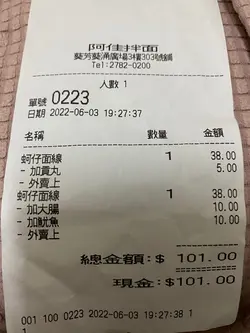 阿佳拌面
葵芳葵涌廣場3樓303號舖
Tel:2782-0200
人數 1
單號 0223
日期 2022-06-03 19:27:37
名稱 數量 金額
蚵仔面線 1 38.00
- 加貢丸 5.00
- 外賣上
蚵仔面線 1 38.00
- 加大腸 10.00
- 加魷魚 10.00
- 外賣上
總金額:$ 101.00
現金:$101.00
001 100 0223 2022-06-03 19:27:38 1
1